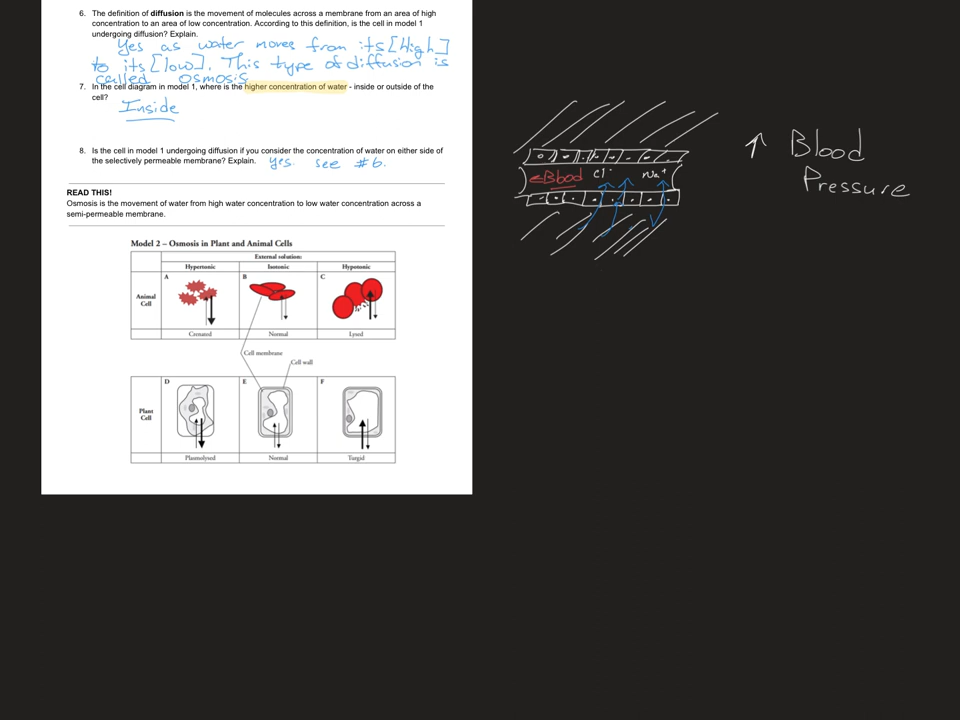 6. The definition of diffusion is the movement of molecules across a membrane from an area of high
concentration to an area of low concentration. According to this definition, is the cell in model 1
undergoing diffusion? Explain.
Yes as water moves from its [High]
to its [low]. This type of diffusion is
called osmosis.
7. In the cell diagram in model 1, where is the higher concentration of water - inside or outside of the
cell?
Inside
8. Is the cell in model 1 undergoing diffusion if you consider the concentration of water on either side of
the selectively permeable membrane? Explain. yes. see #6.
READ THIS!
Osmosis is the movement of water from high water concentration to low water concentration across a
semi-permeable membrane.
Model 2 – Osmosis in Plant and Animal Cells
External solution:
Hypertonic Isotonic Hypotonic
A B C
Animal
Cell
Crenated Normal Lysed
Cell membrane
Cell wall
D E F
Plant
Cell
Plasmolysed Normal Turgid
Blood Cl⁻ Na⁺
↑ Blood
Pressure